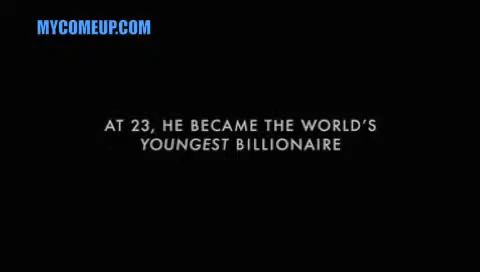 MYCOMEUP.COM
AT 23, HE BECAME THE WORLD'S
YOUNGEST BILLIONAIRE